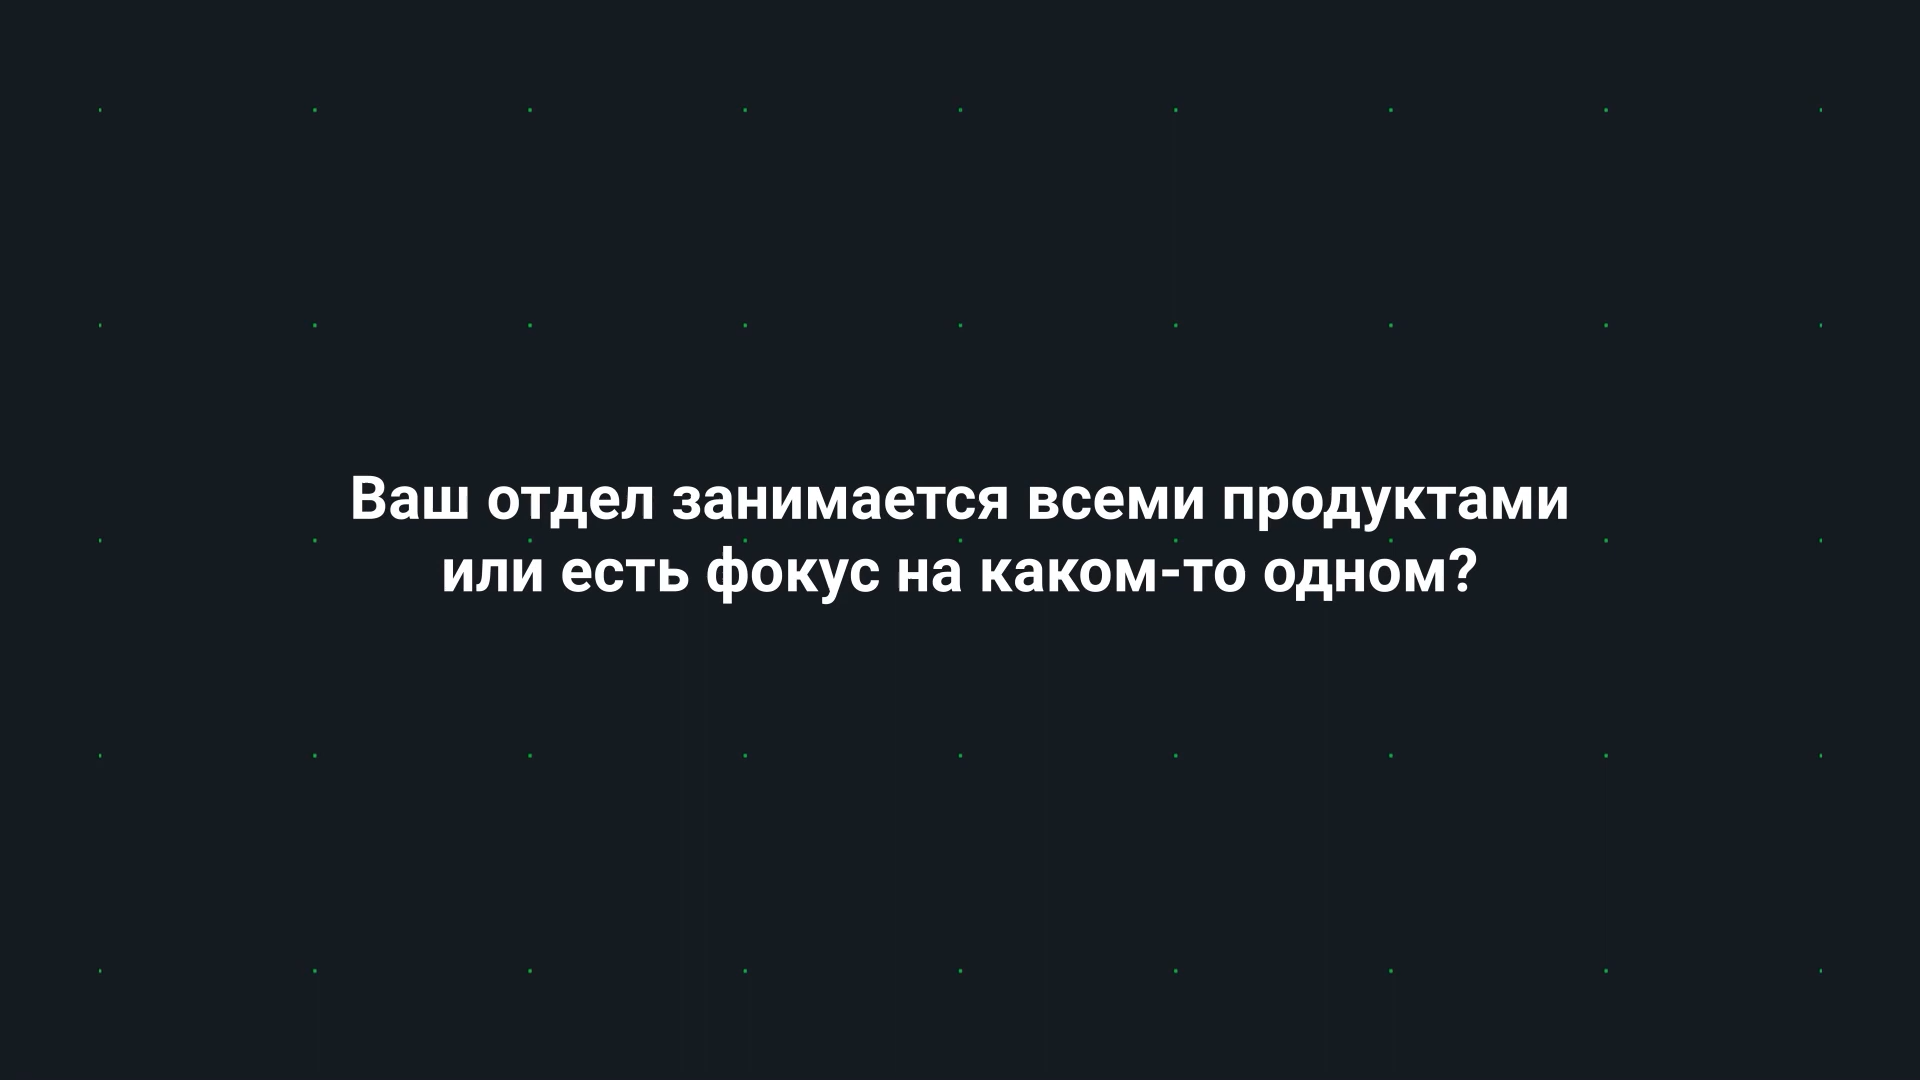 Ваш отдел занимается всеми продуктами
или есть фокус на каком-то одном?